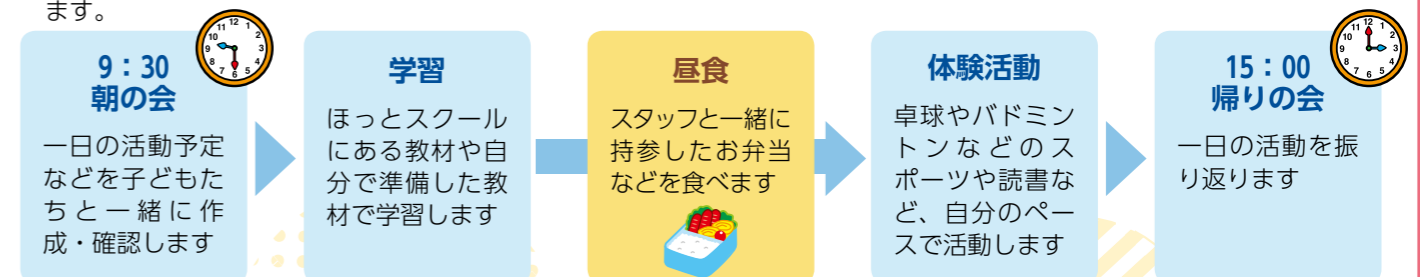 ます。
9：30
朝の会
一日の活動予定
などを子どもた
ちと一緒に作
成・確認します
学習
ほっとスクール
にある教材や自
分で準備した教
材で学習します
昼食
スタッフと一緒に
持参したお弁当
などを食べます
体験活動
卓球やバドミン
トンなどのス
ポーツや読書な
ど、自分のペー
スで活動します
15：00
帰りの会
一日の活動を振
り返ります